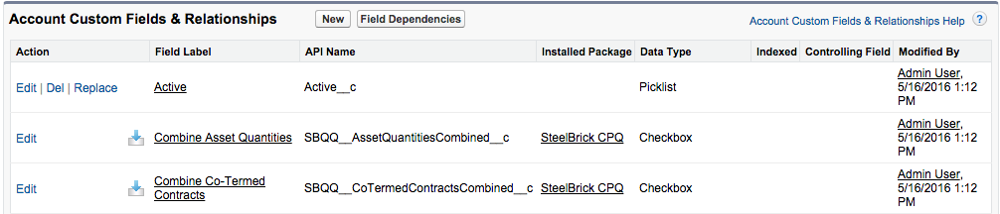 Account Custom Fields & Relationships New Field Dependencies Account Custom Fields & Relationships Help ?
Action Field Label API Name Installed Package Data Type Indexed Controlling Field Modified By
Edit | Del | Replace Active Active__c Picklist Admin User,
5/16/2016 1:12
PM
Edit Combine Asset Quantities SBQQ__AssetQuantitiesCombined__c SteelBrick CPQ Checkbox Admin User,
5/16/2016 1:12
PM
Edit Combine Co-Termed
Contracts SBQQ__CoTermedContractsCombined__c SteelBrick CPQ Checkbox Admin User,
5/16/2016 1:12
PM